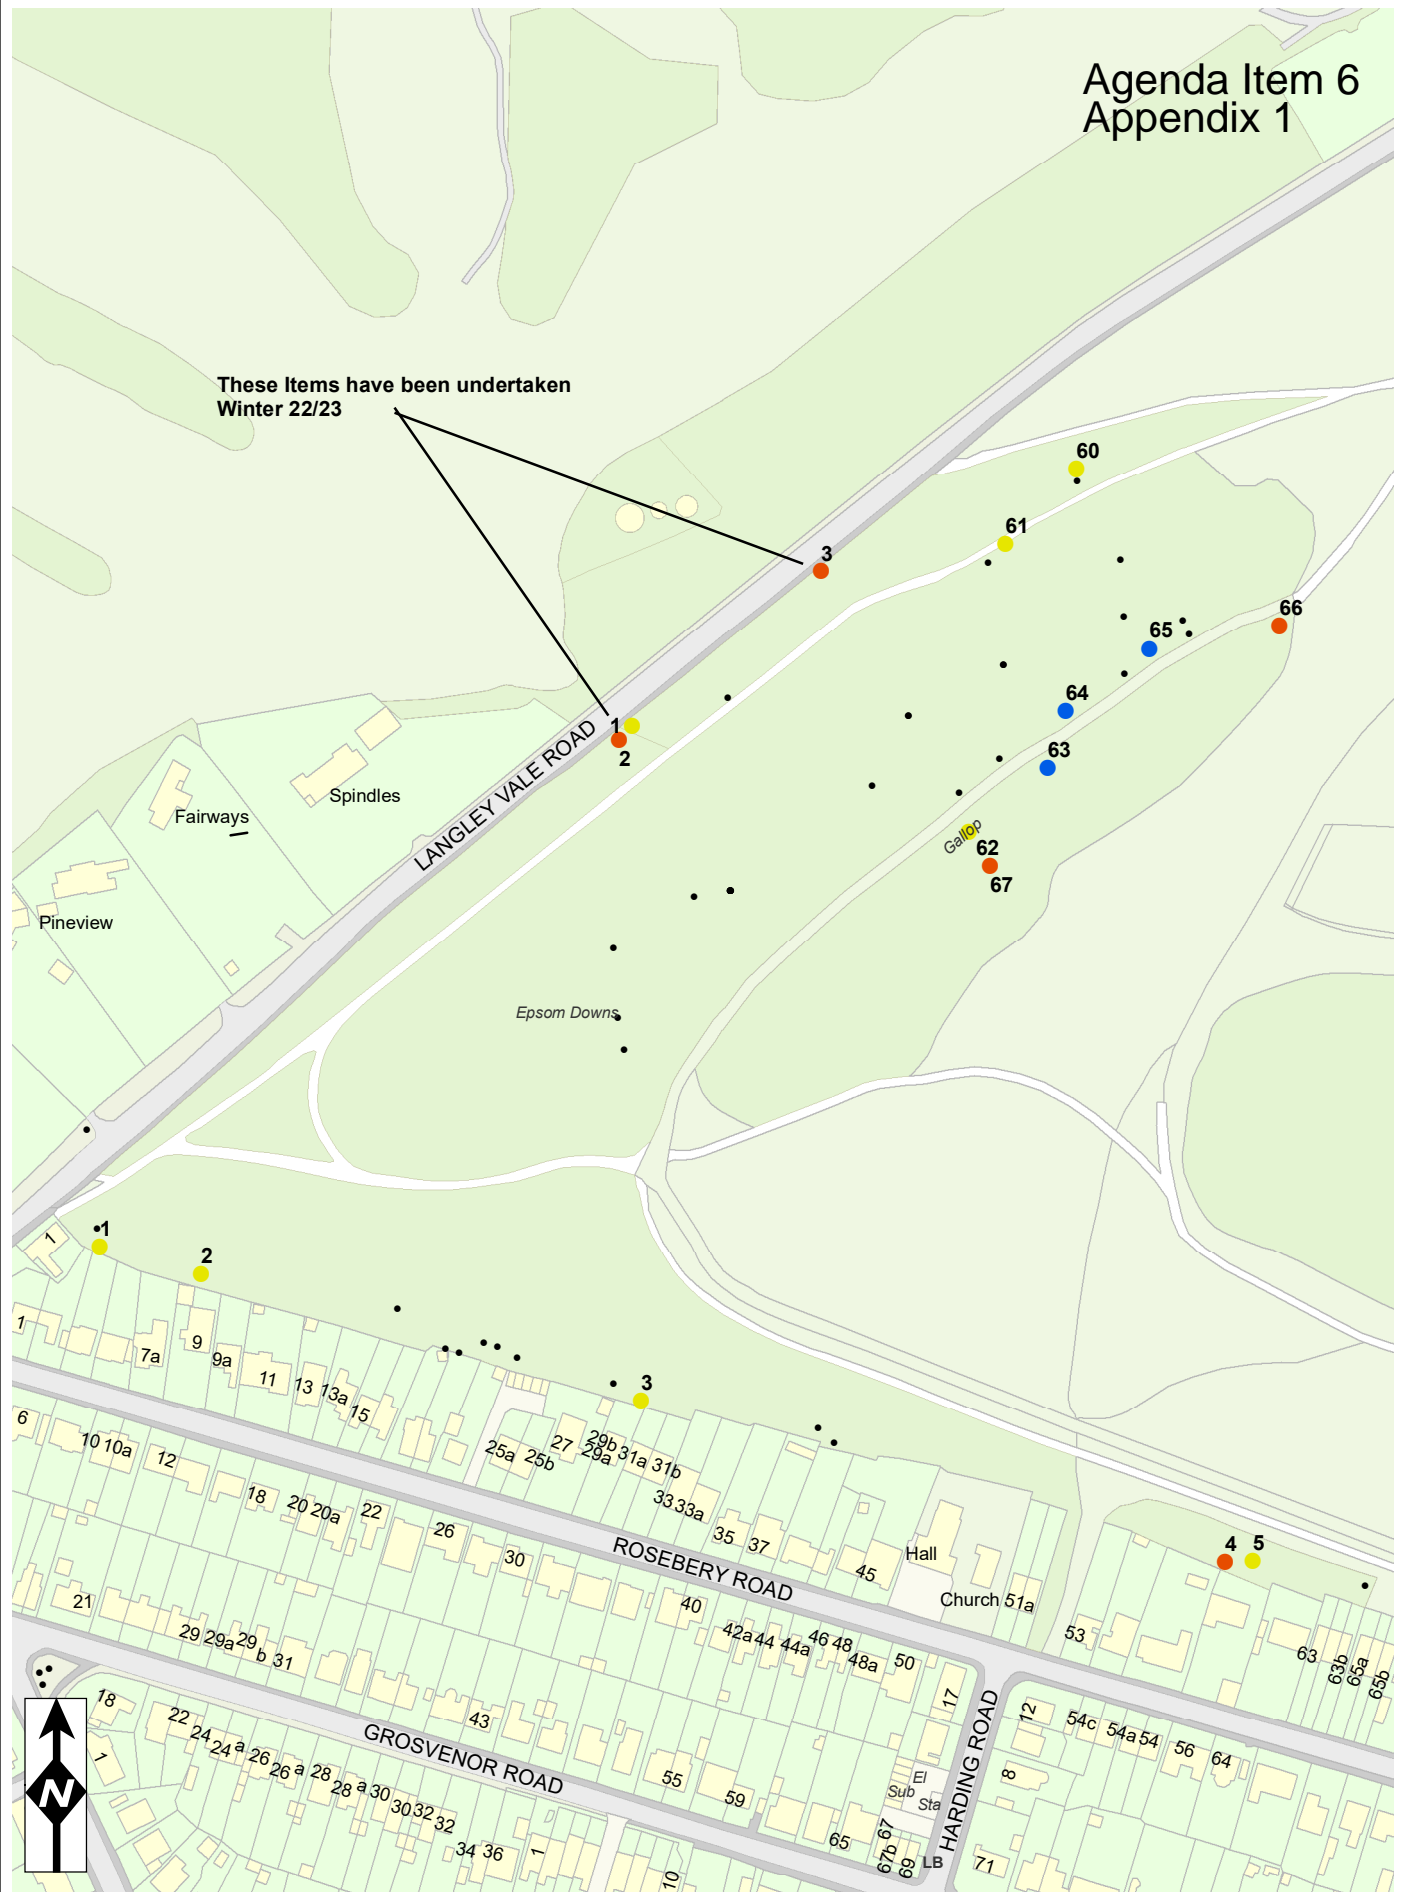 Agenda Item 6
Appendix 1
These Items have been undertaken
Winter 22/23
60
61
3
66
65
64
63
1
2
LANGLEY VALE ROAD
Spindles
Fairways
Gallop
62
67
Pineview
Epsom Downs
1
2
1
1
7a
9
9a
11
13
13a
15
3
6
10
10a
12
18
20
20a
22
26
30
25a
25b
27
29b
29a
31a
31b
33
33a
35
37
45
Hall
Church
51a
4
5
53
63
63b
65a
65b
ROSEBERY ROAD
21
29
29a
29
b
31
40
42a
44
44a
46
48
48a
50
17
12
54c
54a
54
56
64
HARDING ROAD
18
22
24
24
a
26
26
a
28
28
a
30
30
32
32
34
36
1
1
43
GROSVENOR ROAD
55
59
65
67
67b
69
El
Sub
Sta
8
LB
71
10
N